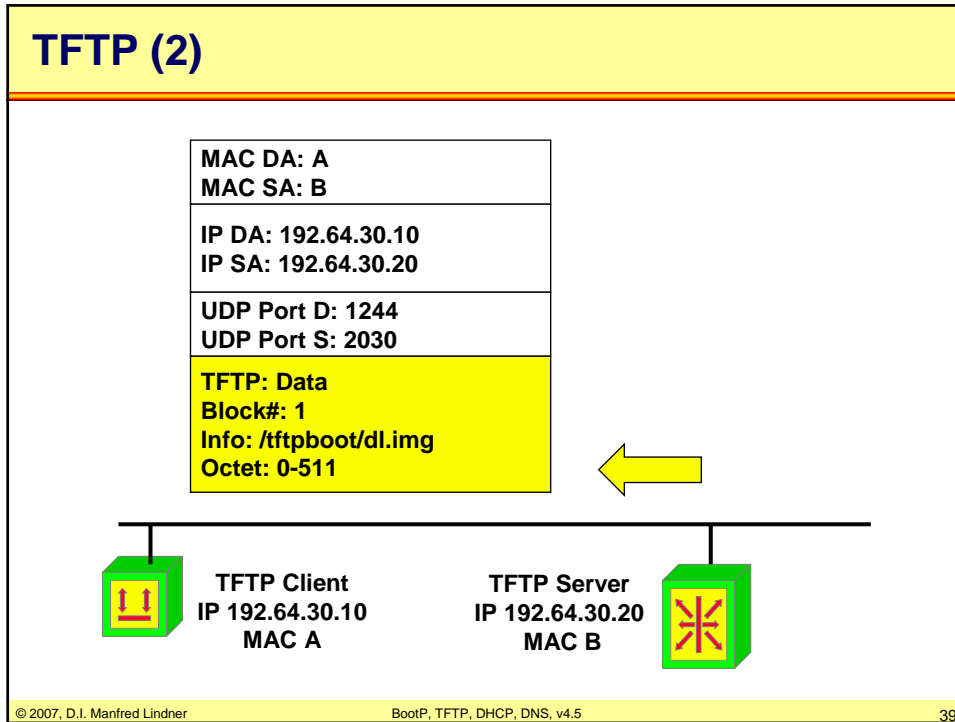 TFTP (2)
MAC DA: A
MAC SA: B
IP DA: 192.64.30.10
IP SA: 192.64.30.20
UDP Port D: 1244
UDP Port S: 2030
TFTP: Data
Block#: 1
Info: /tftpboot/dl.img
Octet: 0-511
TFTP Client
IP 192.64.30.10
MAC A
TFTP Server
IP 192.64.30.20
MAC B
© 2007, D.I. Manfred Lindner
BootP, TFTP, DHCP, DNS, v4.5
39